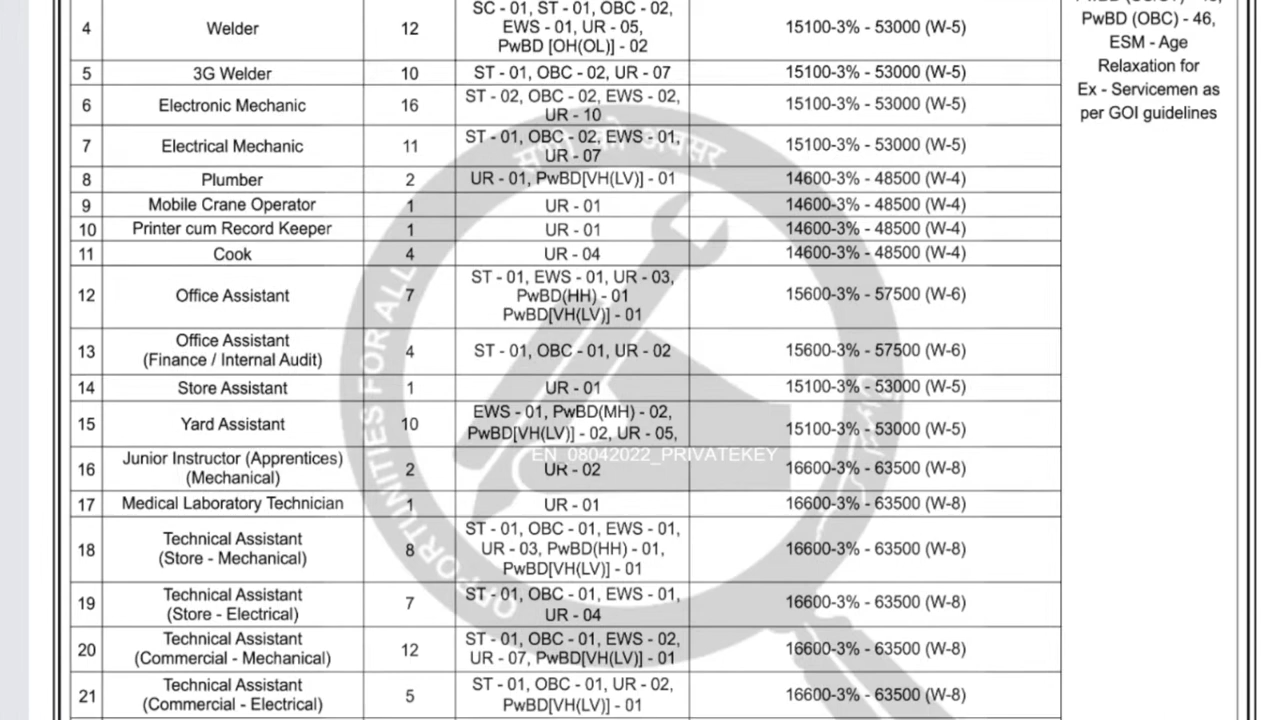 4 Welder 12 SC - 01, ST - 01, OBC - 02,
EWS - 01, UR - 05,
PwBD [OH(OL)] - 02 15100-3% - 53000 (W-5)
5 3G Welder 10 ST - 01, OBC - 02, UR - 07 15100-3% - 53000 (W-5)
6 Electronic Mechanic 16 ST - 02, OBC - 02, EWS - 02,
UR - 10 15100-3% - 53000 (W-5)
7 Electrical Mechanic 11 ST - 01, OBC - 02, EWS - 01,
UR - 07 15100-3% - 53000 (W-5)
8 Plumber 2 UR - 01, PwBD[VH(LV)] - 01 14600-3% - 48500 (W-4)
9 Mobile Crane Operator 1 UR - 01 14600-3% - 48500 (W-4)
10 Printer cum Record Keeper 1 UR - 01 14600-3% - 48500 (W-4)
11 Cook 4 UR - 04 14600-3% - 48500 (W-4)
12 Office Assistant 7 ST - 01, EWS - 01, UR - 03,
PwBD(HH) - 01
PwBD[VH(LV)] - 01 15600-3% - 57500 (W-6)
13 Office Assistant
(Finance / Internal Audit) 4 ST - 01, OBC - 01, UR - 02 15600-3% - 57500 (W-6)
14 Store Assistant 1 UR - 01 15100-3% - 53000 (W-5)
15 Yard Assistant 10 EWS - 01, PwBD(MH) - 02,
PwBD[VH(LV)] - 02, UR - 05, 15100-3% - 53000 (W-5)
EN_08042022_PRIVATEKEY
16 Junior Instructor (Apprentices)
(Mechanical) 2 UR - 02 16600-3% - 63500 (W-8)
17 Medical Laboratory Technician 1 UR - 01 16600-3% - 63500 (W-8)
18 Technical Assistant
(Store - Mechanical) 8 ST - 01, OBC - 01, EWS - 01,
UR - 03, PwBD(HH) - 01,
PwBD[VH(LV)] - 01 16600-3% - 63500 (W-8)
19 Technical Assistant
(Store - Electrical) 7 ST - 01, OBC - 01, EWS - 01,
UR - 04 16600-3% - 63500 (W-8)
20 Technical Assistant
(Commercial - Mechanical) 12 ST - 01, OBC - 01, EWS - 02,
UR - 07, PwBD[VH(LV)] - 01 16600-3% - 63500 (W-8)
21 Technical Assistant
(Commercial - Electrical) 5 ST - 01, OBC - 01, UR - 02,
PwBD[VH(LV)] - 01 16600-3% - 63500 (W-8)
PwBD (OBC) - 46,
ESM - Age
Relaxation for
Ex - Servicemen as
per GOI guidelines
OPPORTUNITIES FOR ALL